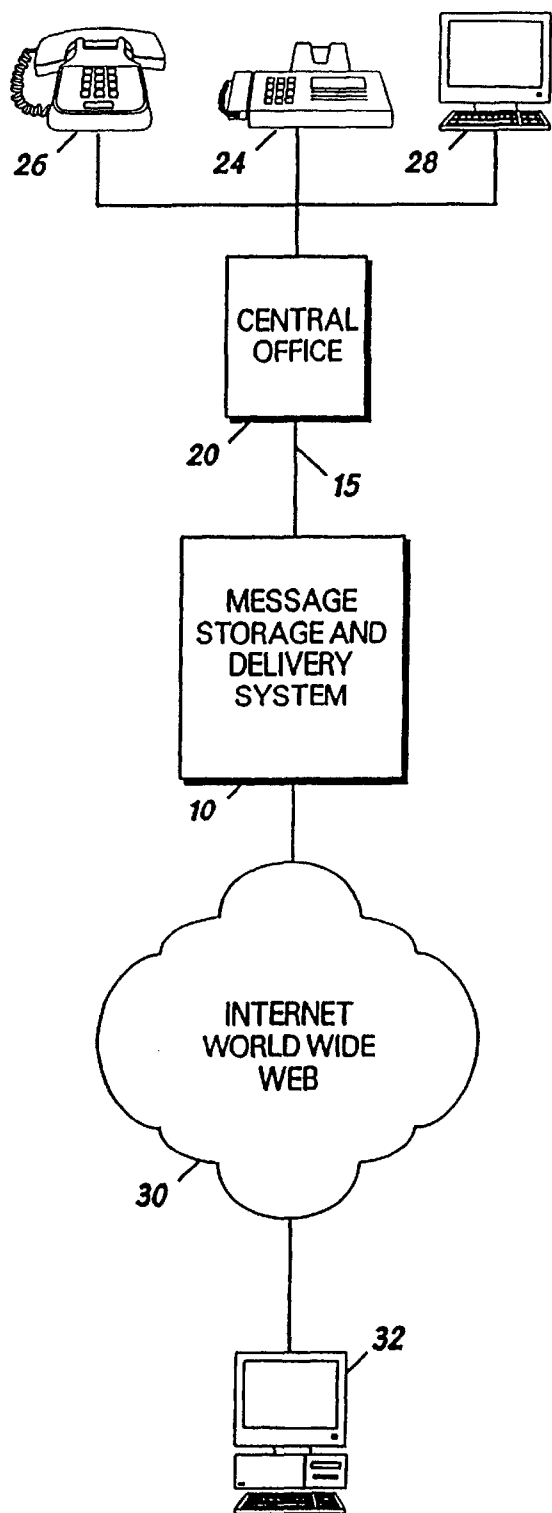 26
24
28
CENTRAL
OFFICE
20
15
MESSAGE
STORAGE AND
DELIVERY
SYSTEM
10
INTERNET
WORLD WIDE
WEB
30
32